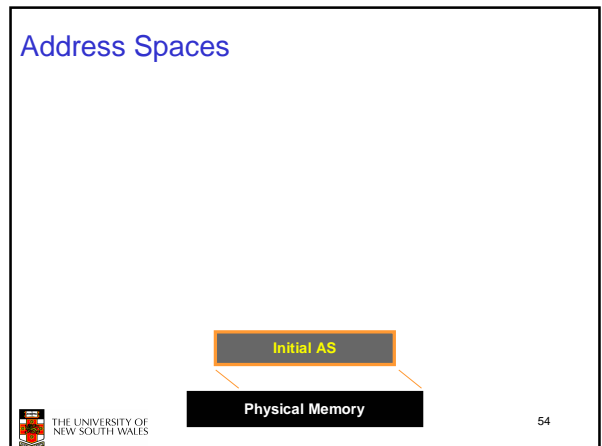 Address Spaces
Initial AS
Physical Memory
THE UNIVERSITY OF
NEW SOUTH WALES
54